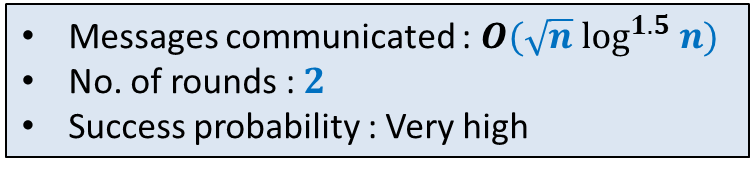 • Messages communicated : O(√n log^1.5 n)
• No. of rounds : 2
• Success probability : Very high